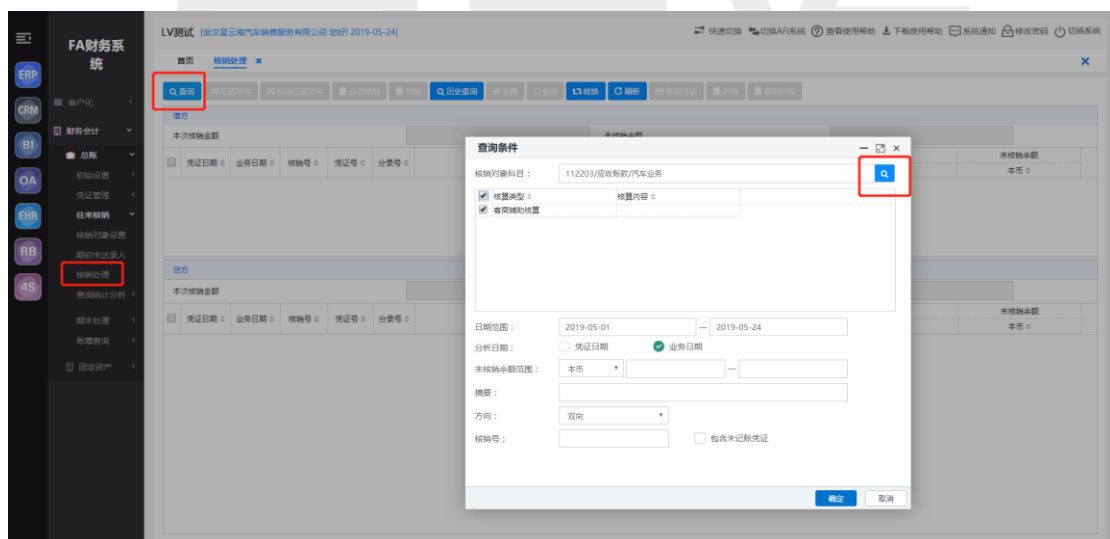 LV测试 [武汉星云海汽车销售服务有限公司 您好! 2019-05-24]
快速切换 切换AFI系统 查看使用帮助 下载使用帮助 系统通知 修改密码 切换系统
FA财务系统
首页 核销处理 ×
ERP
CRM
BI
OA
EHR
RB
4S
客户化
财务会计
总账
初始设置
凭证管理
往来核销
核销对象设置
期初未达录入
核销处理
查询统计分析
期末处理
账簿查询
固定资产
查询 红蓝对冲 自动红蓝对冲 自动核销 核销 历史查询 全选 全消 转换 刷新 联查凭证 对照 取消对照
借方
本次核销金额
未核销金额
凭证日期 业务日期 核销号 凭证号 分录号
未核销余额
本币
贷方
本次核销金额
凭证日期 业务日期 核销号 凭证号 分录号
未核销余额
本币
查询条件
核销对象科目： 112203/应收账款/汽车业务
核算类型 核算内容
客商辅助核算
日期范围： 2019-05-01 — 2019-05-24
分析日期： 凭证日期 业务日期
未核销余额范围： 本币 —
摘要：
方向： 双向
核销号： 包含未记账凭证
确定 取消